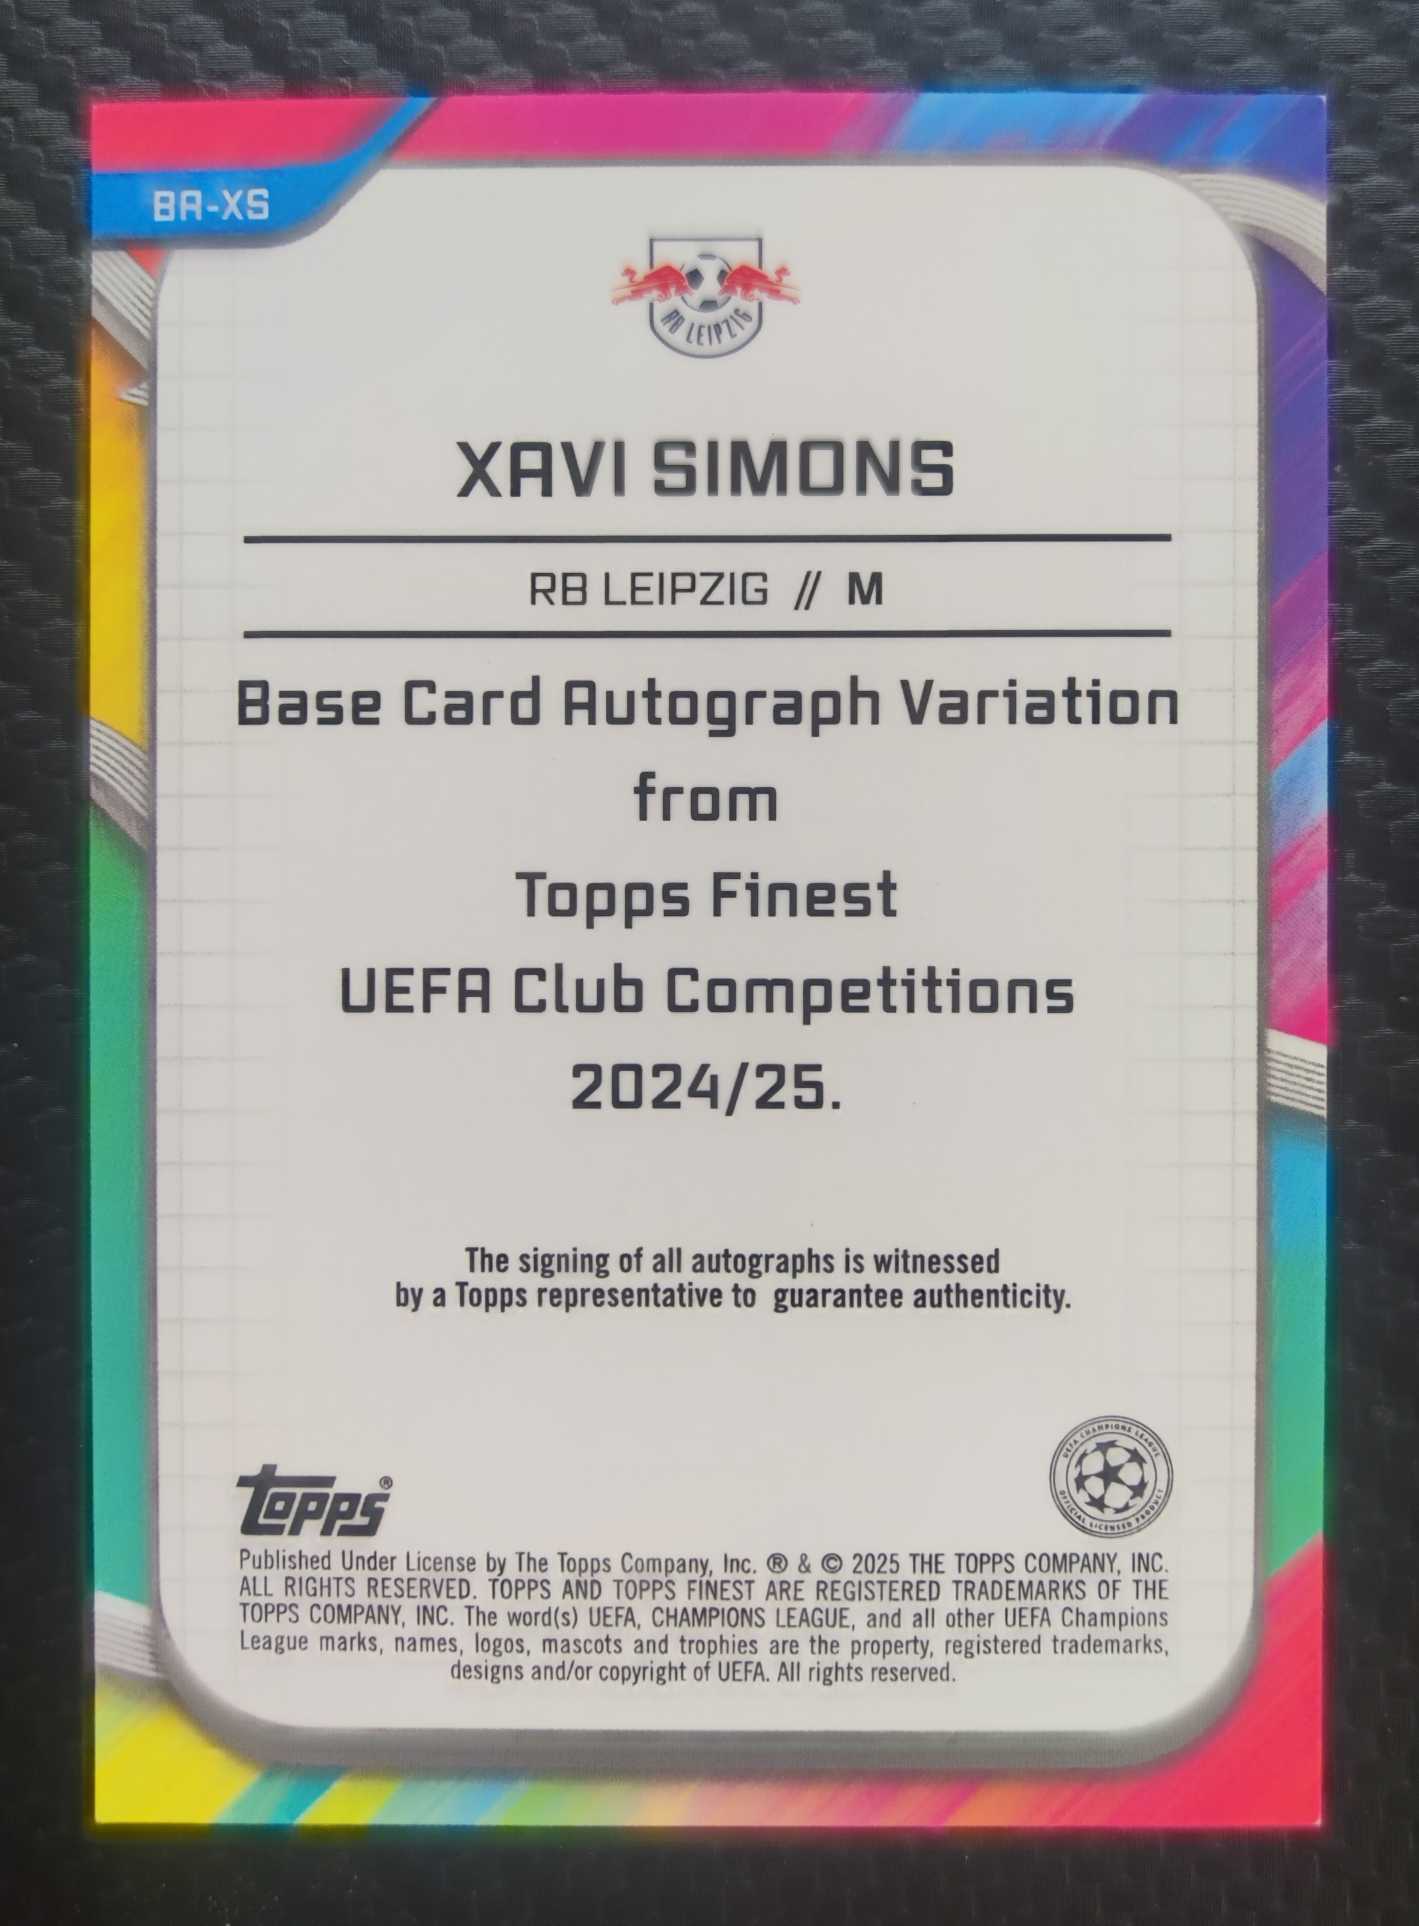 BA-XS
RB LEIPZIG
XAVI SIMONS
RB LEIPZIG // M
Base Card Autograph Variation
from
Topps Finest
UEFA Club Competitions
2024/25.
The signing of all autographs is witnessed
by a Topps representative to guarantee authenticity.
UEFA CHAMPIONS LEAGUE
OFFICIAL LICENSED PRODUCT
topps®
Published Under License by The Topps Company, Inc. ® & © 2025 THE TOPPS COMPANY, INC.
ALL RIGHTS RESERVED. TOPPS AND TOPPS FINEST ARE REGISTERED TRADEMARKS OF THE
TOPPS COMPANY, INC. The word(s) UEFA, CHAMPIONS LEAGUE, and all other UEFA Champions
League marks, names, logos, mascots and trophies are the property, registered trademarks,
designs and/or copyright of UEFA. All rights reserved.